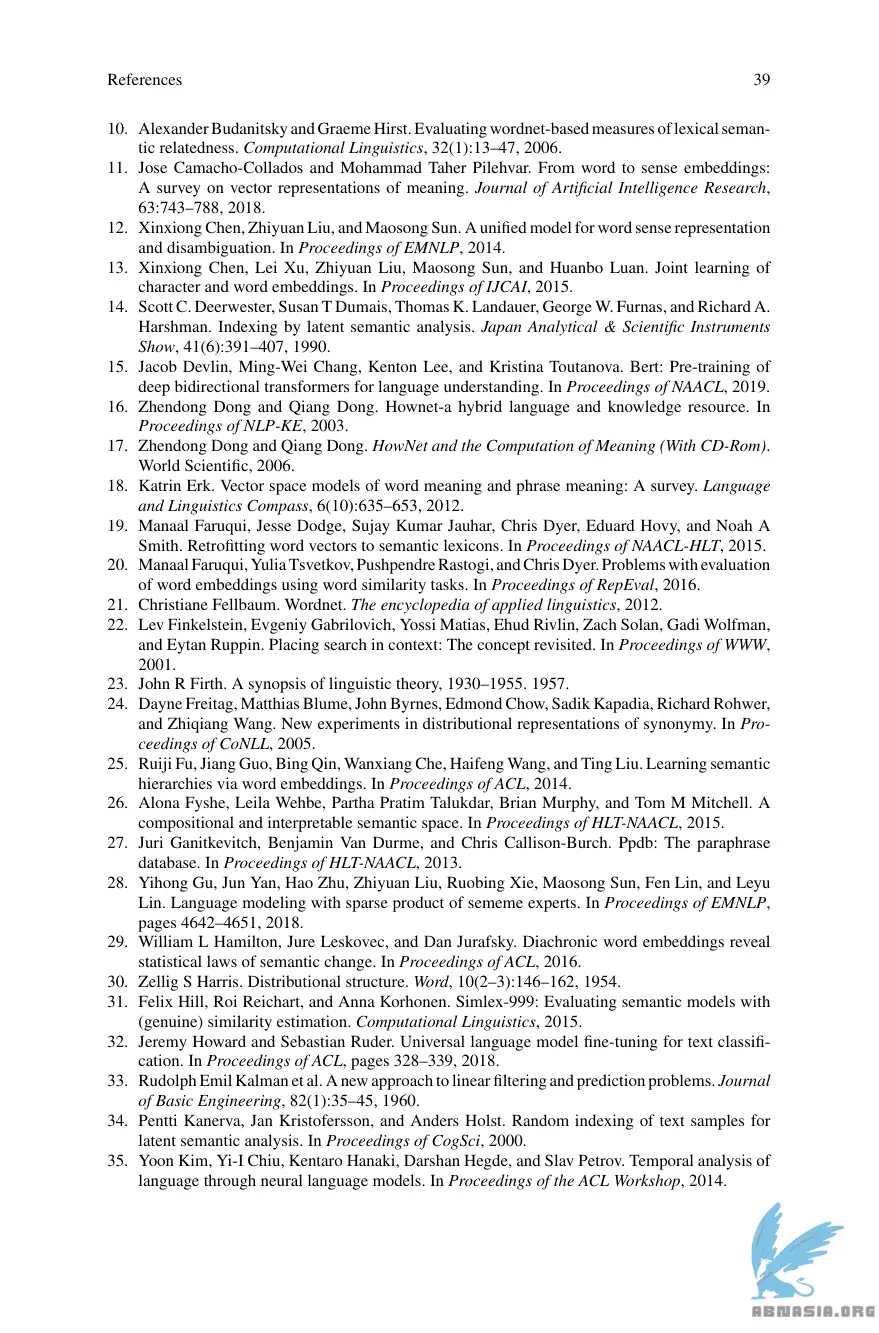 References 39
10. Alexander Budanitsky and Graeme Hirst. Evaluating wordnet-based measures of lexical seman-
tic relatedness. Computational Linguistics, 32(1):13–47, 2006.
11. Jose Camacho-Collados and Mohammad Taher Pilehvar. From word to sense embeddings:
A survey on vector representations of meaning. Journal of Artificial Intelligence Research,
63:743–788, 2018.
12. Xinxiong Chen, Zhiyuan Liu, and Maosong Sun. A unified model for word sense representation
and disambiguation. In Proceedings of EMNLP, 2014.
13. Xinxiong Chen, Lei Xu, Zhiyuan Liu, Maosong Sun, and Huanbo Luan. Joint learning of
character and word embeddings. In Proceedings of IJCAI, 2015.
14. Scott C. Deerwester, Susan T Dumais, Thomas K. Landauer, George W. Furnas, and Richard A.
Harshman. Indexing by latent semantic analysis. Japan Analytical & Scientific Instruments
Show, 41(6):391–407, 1990.
15. Jacob Devlin, Ming-Wei Chang, Kenton Lee, and Kristina Toutanova. Bert: Pre-training of
deep bidirectional transformers for language understanding. In Proceedings of NAACL, 2019.
16. Zhendong Dong and Qiang Dong. Hownet-a hybrid language and knowledge resource. In
Proceedings of NLP-KE, 2003.
17. Zhendong Dong and Qiang Dong. HowNet and the Computation of Meaning (With CD-Rom).
World Scientific, 2006.
18. Katrin Erk. Vector space models of word meaning and phrase meaning: A survey. Language
and Linguistics Compass, 6(10):635–653, 2012.
19. Manaal Faruqui, Jesse Dodge, Sujay Kumar Jauhar, Chris Dyer, Eduard Hovy, and Noah A
Smith. Retrofitting word vectors to semantic lexicons. In Proceedings of NAACL-HLT, 2015.
20. Manaal Faruqui, Yulia Tsvetkov, Pushpendre Rastogi, and Chris Dyer. Problems with evaluation
of word embeddings using word similarity tasks. In Proceedings of RepEval, 2016.
21. Christiane Fellbaum. Wordnet. The encyclopedia of applied linguistics, 2012.
22. Lev Finkelstein, Evgeniy Gabrilovich, Yossi Matias, Ehud Rivlin, Zach Solan, Gadi Wolfman,
and Eytan Ruppin. Placing search in context: The concept revisited. In Proceedings of WWW,
2001.
23. John R Firth. A synopsis of linguistic theory, 1930–1955. 1957.
24. Dayne Freitag, Matthias Blume, John Byrnes, Edmond Chow, Sadik Kapadia, Richard Rohwer,
and Zhiqiang Wang. New experiments in distributional representations of synonymy. In Pro-
ceedings of CoNLL, 2005.
25. Ruiji Fu, Jiang Guo, Bing Qin, Wanxiang Che, Haifeng Wang, and Ting Liu. Learning semantic
hierarchies via word embeddings. In Proceedings of ACL, 2014.
26. Alona Fyshe, Leila Wehbe, Partha Pratim Talukdar, Brian Murphy, and Tom M Mitchell. A
compositional and interpretable semantic space. In Proceedings of HLT-NAACL, 2015.
27. Juri Ganitkevitch, Benjamin Van Durme, and Chris Callison-Burch. Ppdb: The paraphrase
database. In Proceedings of HLT-NAACL, 2013.
28. Yihong Gu, Jun Yan, Hao Zhu, Zhiyuan Liu, Ruobing Xie, Maosong Sun, Fen Lin, and Leyu
Lin. Language modeling with sparse product of sememe experts. In Proceedings of EMNLP,
pages 4642–4651, 2018.
29. William L Hamilton, Jure Leskovec, and Dan Jurafsky. Diachronic word embeddings reveal
statistical laws of semantic change. In Proceedings of ACL, 2016.
30. Zellig S Harris. Distributional structure. Word, 10(2–3):146–162, 1954.
31. Felix Hill, Roi Reichart, and Anna Korhonen. Simlex-999: Evaluating semantic models with
(genuine) similarity estimation. Computational Linguistics, 2015.
32. Jeremy Howard and Sebastian Ruder. Universal language model fine-tuning for text classifi-
cation. In Proceedings of ACL, pages 328–339, 2018.
33. Rudolph Emil Kalman et al. A new approach to linear filtering and prediction problems. Journal
of Basic Engineering, 82(1):35–45, 1960.
34. Pentti Kanerva, Jan Kristofersson, and Anders Holst. Random indexing of text samples for
latent semantic analysis. In Proceedings of CogSci, 2000.
35. Yoon Kim, Yi-I Chiu, Kentaro Hanaki, Darshan Hegde, and Slav Petrov. Temporal analysis of
language through neural language models. In Proceedings of the ACL Workshop, 2014.
ABNASIA.ORG